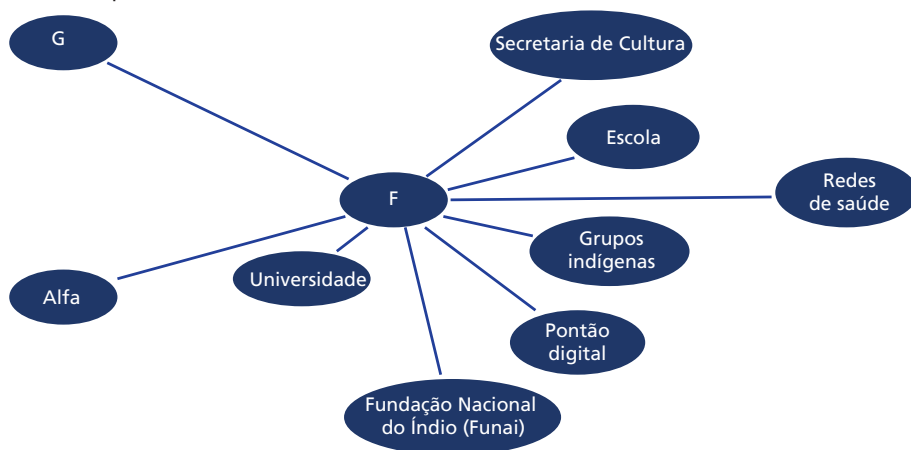 G
Secretaria de Cultura
Escola
Redes
de saúde
F
Grupos
indígenas
Universidade
Alfa
Pontão
digital
Fundação Nacional
do Índio (Funai)